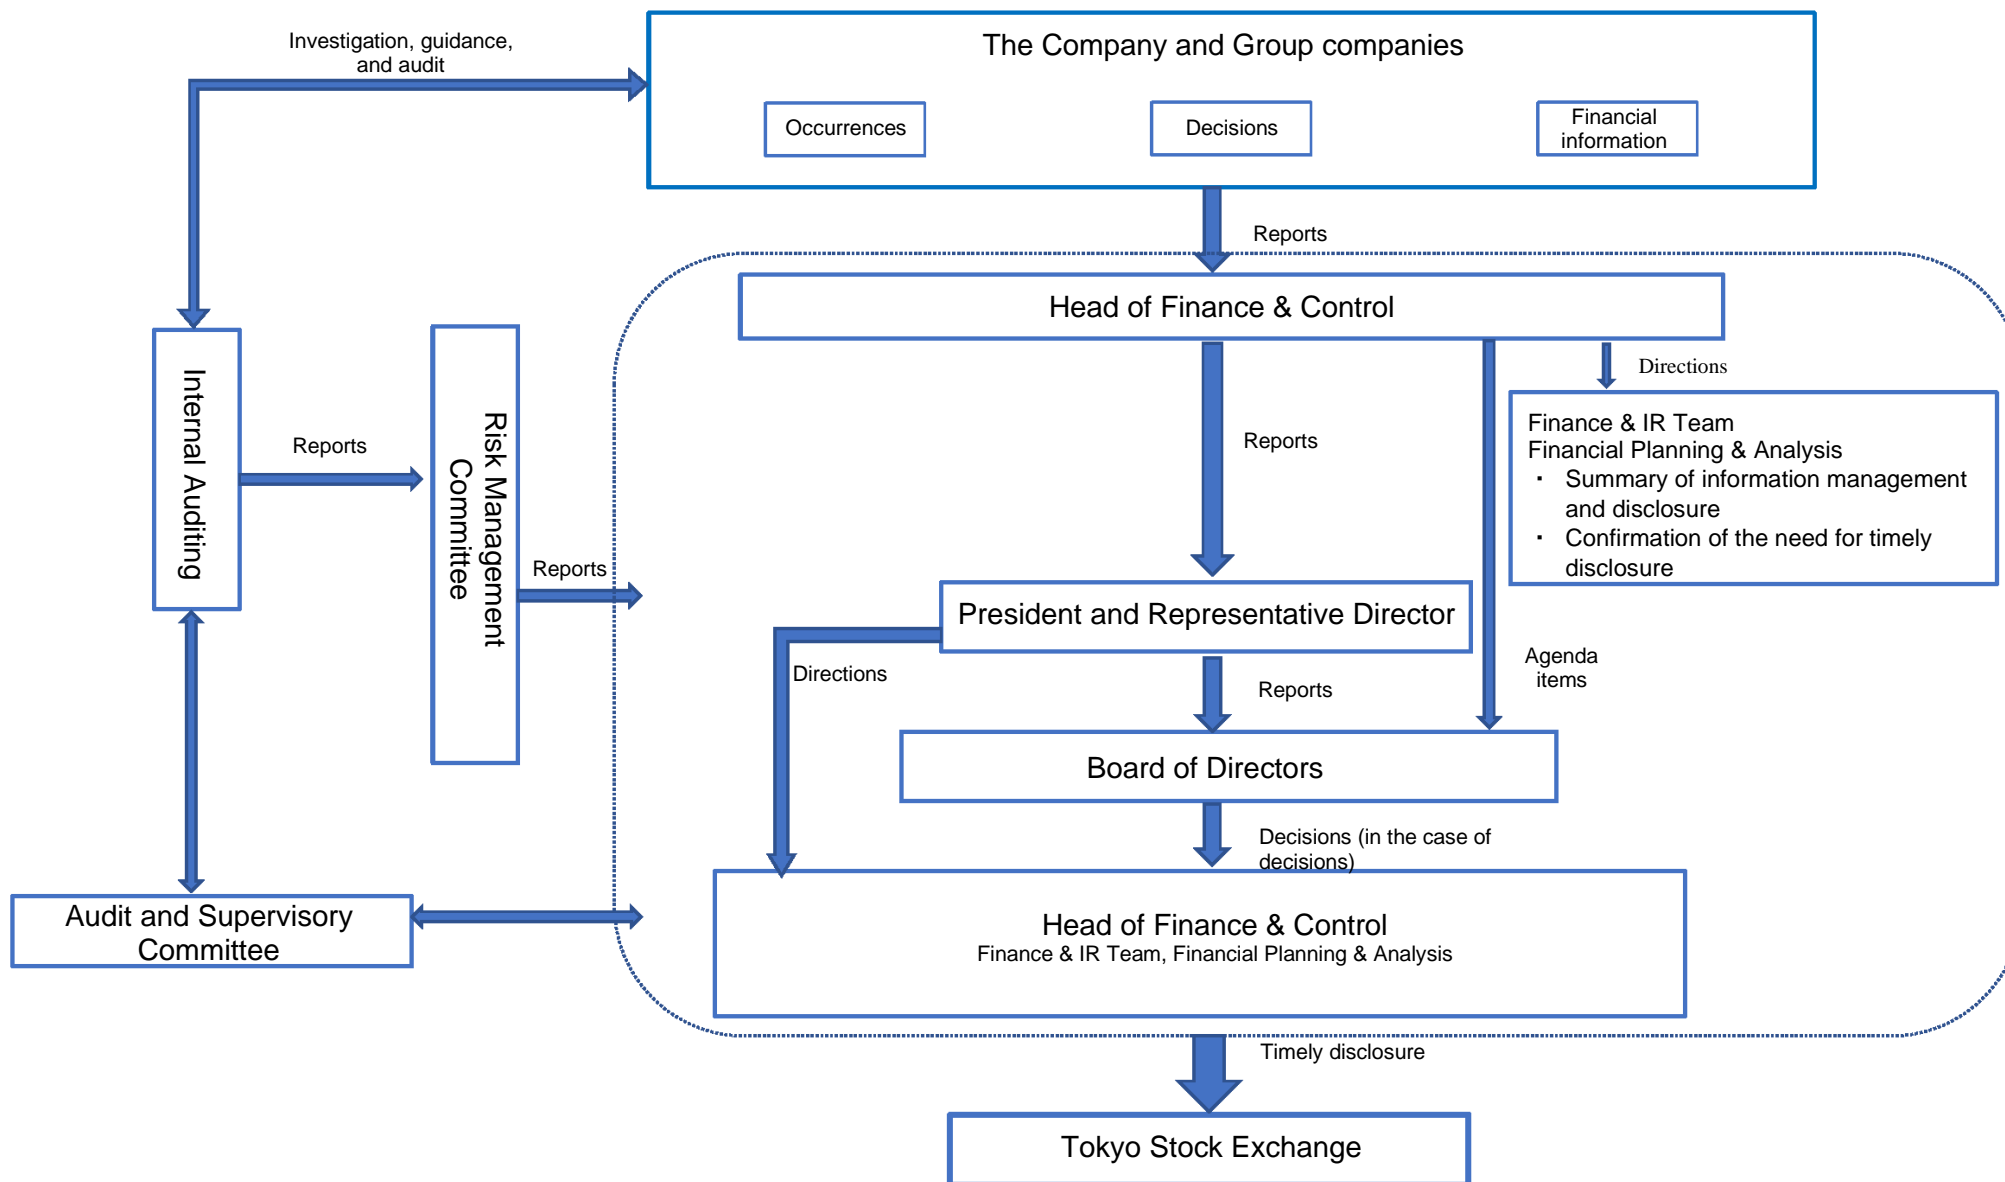 Investigation, guidance,
and audit
The Company and Group companies
Occurrences
Decisions
Financial
information
Reports
Head of Finance & Control
Directions
Internal Auditing
Reports
Risk Management
Committee
Reports
Reports
Finance & IR Team
Financial Planning & Analysis
・ Summary of information management
and disclosure
・ Confirmation of the need for timely
disclosure
President and Representative Director
Directions
Reports
Agenda
items
Board of Directors
Decisions (in the case of
decisions)
Audit and Supervisory
Committee
Head of Finance & Control
Finance & IR Team, Financial Planning & Analysis
Timely disclosure
Tokyo Stock Exchange